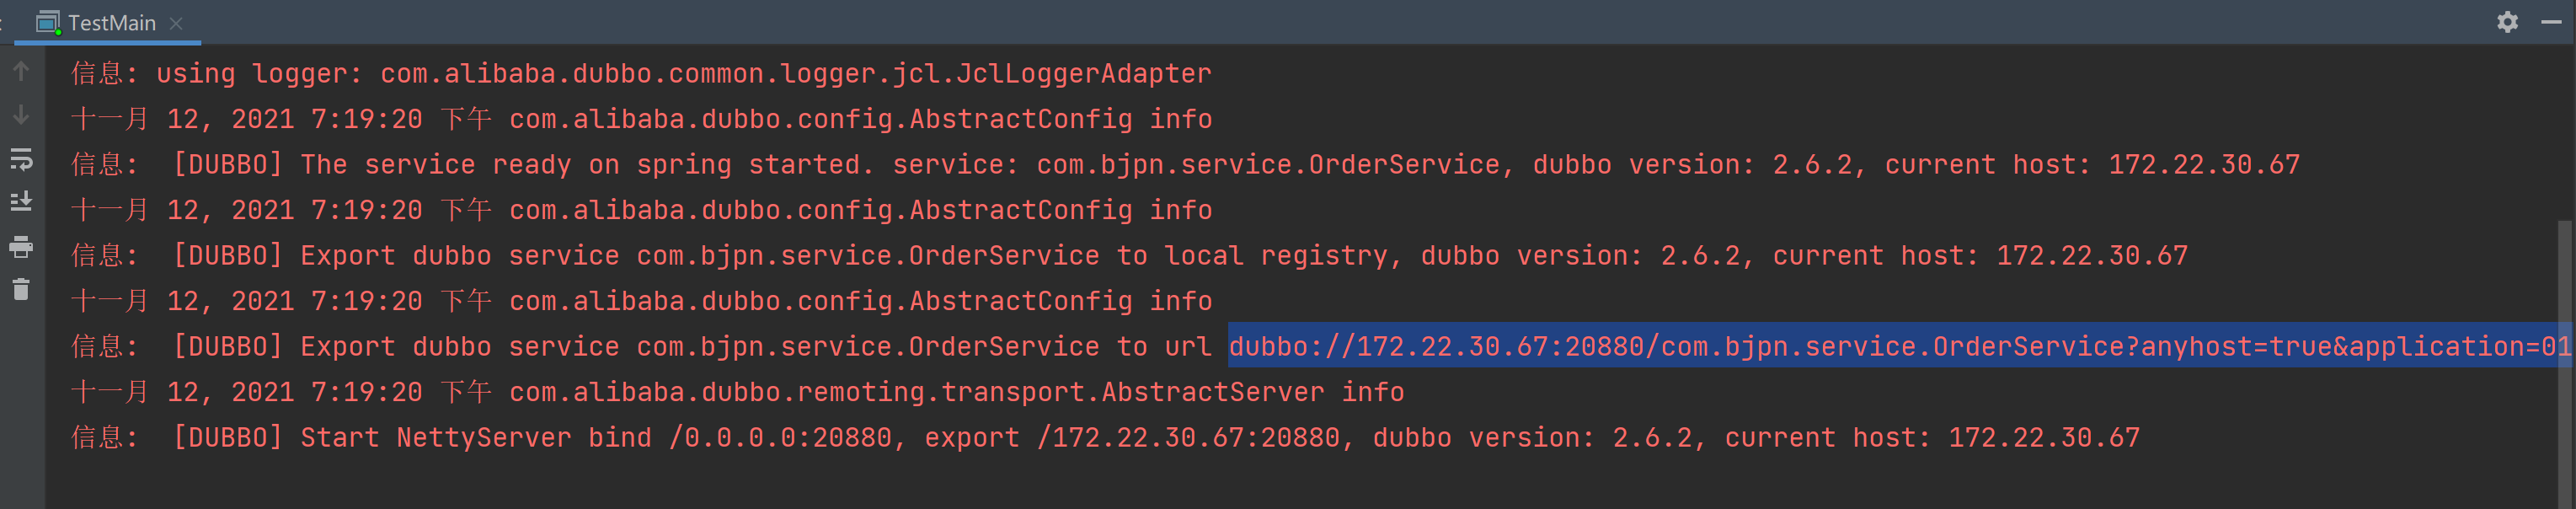 TestMain
信息: using logger: com.alibaba.dubbo.common.logger.jcl.JclLoggerAdapter
十一月 12, 2021 7:19:20 下午 com.alibaba.dubbo.config.AbstractConfig info
信息:  [DUBBO] The service ready on spring started. service: com.bjpn.service.OrderService, dubbo version: 2.6.2, current host: 172.22.30.67
十一月 12, 2021 7:19:20 下午 com.alibaba.dubbo.config.AbstractConfig info
信息:  [DUBBO] Export dubbo service com.bjpn.service.OrderService to local registry, dubbo version: 2.6.2, current host: 172.22.30.67
十一月 12, 2021 7:19:20 下午 com.alibaba.dubbo.config.AbstractConfig info
信息:  [DUBBO] Export dubbo service com.bjpn.service.OrderService to url dubbo://172.22.30.67:20880/com.bjpn.service.OrderService?anyhost=true&application=01
十一月 12, 2021 7:19:20 下午 com.alibaba.dubbo.remoting.transport.AbstractServer info
信息:  [DUBBO] Start NettyServer bind /0.0.0.0:20880, export /172.22.30.67:20880, dubbo version: 2.6.2, current host: 172.22.30.67